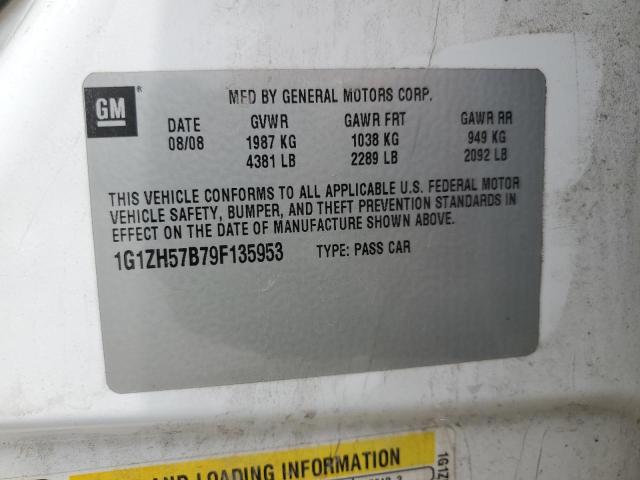 GM ®
MFD BY GENERAL MOTORS CORP.
DATE GVWR GAWR FRT GAWR RR
08/08 1987 KG 1038 KG 949 KG
4381 LB 2289 LB 2092 LB
THIS VEHICLE CONFORMS TO ALL APPLICABLE U.S. FEDERAL MOTOR
VEHICLE SAFETY, BUMPER, AND THEFT PREVENTION STANDARDS IN
EFFECT ON THE DATE OF MANUFACTURE SHOWN ABOVE.
1G1ZH57B79F135953 TYPE: PASS CAR
AND LOADING INFORMATION
1G1Z